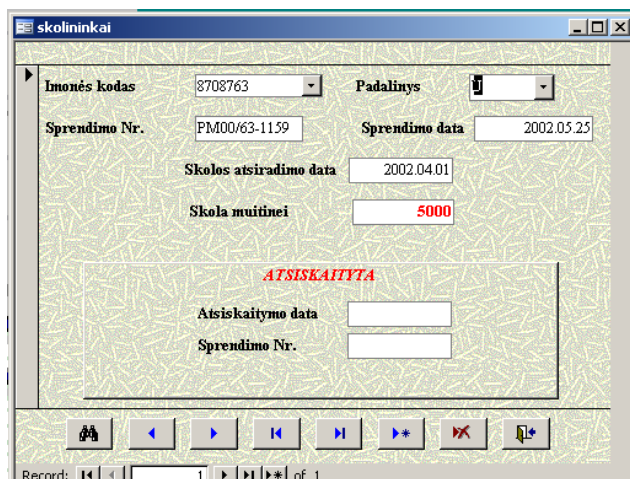 skolininkai
Imonės kodas 8708763 Padalinys
Sprendimo Nr. PM00/63-1159 Sprendimo data 2002.05.25
Skolos atsiradimo data 2002.04.01
Skola muitinei 5000
ATSISKAITYTA
Atsiskaitymo data
Sprendimo Nr.
Record: 1 of 1